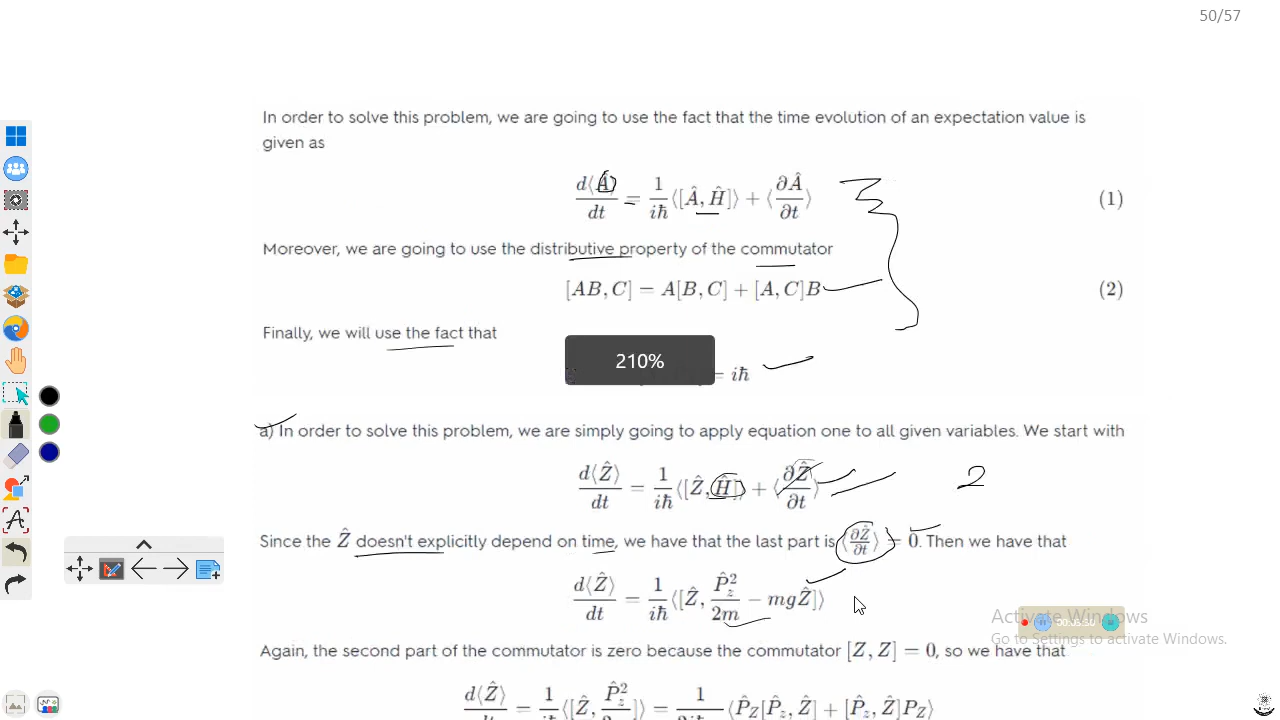 50/57
In order to solve this problem, we are going to use the fact that the time evolution of an expectation value is
given as
d⟨Â⟩/dt = 1/iħ ⟨[Â, Ĥ]⟩ + ⟨∂Â/∂t⟩ (1)
Moreover, we are going to use the distributive property of the commutator
[AB, C] = A[B, C] + [A, C]B (2)
Finally, we will use the fact that
210%
= iħ
a) In order to solve this problem, we are simply going to apply equation one to all given variables. We start with
d⟨Ẑ⟩/dt = 1/iħ ⟨[Ẑ, Ĥ]⟩ + ⟨∂Ẑ/∂t⟩ 2
Since the Ẑ doesn't explicitly depend on time, we have that the last part is ⟨∂Ẑ/∂t⟩ = 0. Then we have that
d⟨Ẑ⟩/dt = 1/iħ ⟨[Ẑ, P̂z²/2m − mgẐ]⟩
Activate Windows
Go to Settings to activate Windows.
Again, the second part of the commutator is zero because the commutator [Z, Z] = 0, so we have that
d⟨Ẑ⟩ = 1 ⟨[Ẑ, P̂z²]⟩ = 1 ⟨P̂Z[P̂z, Ẑ] + [P̂z, Ẑ]PZ⟩